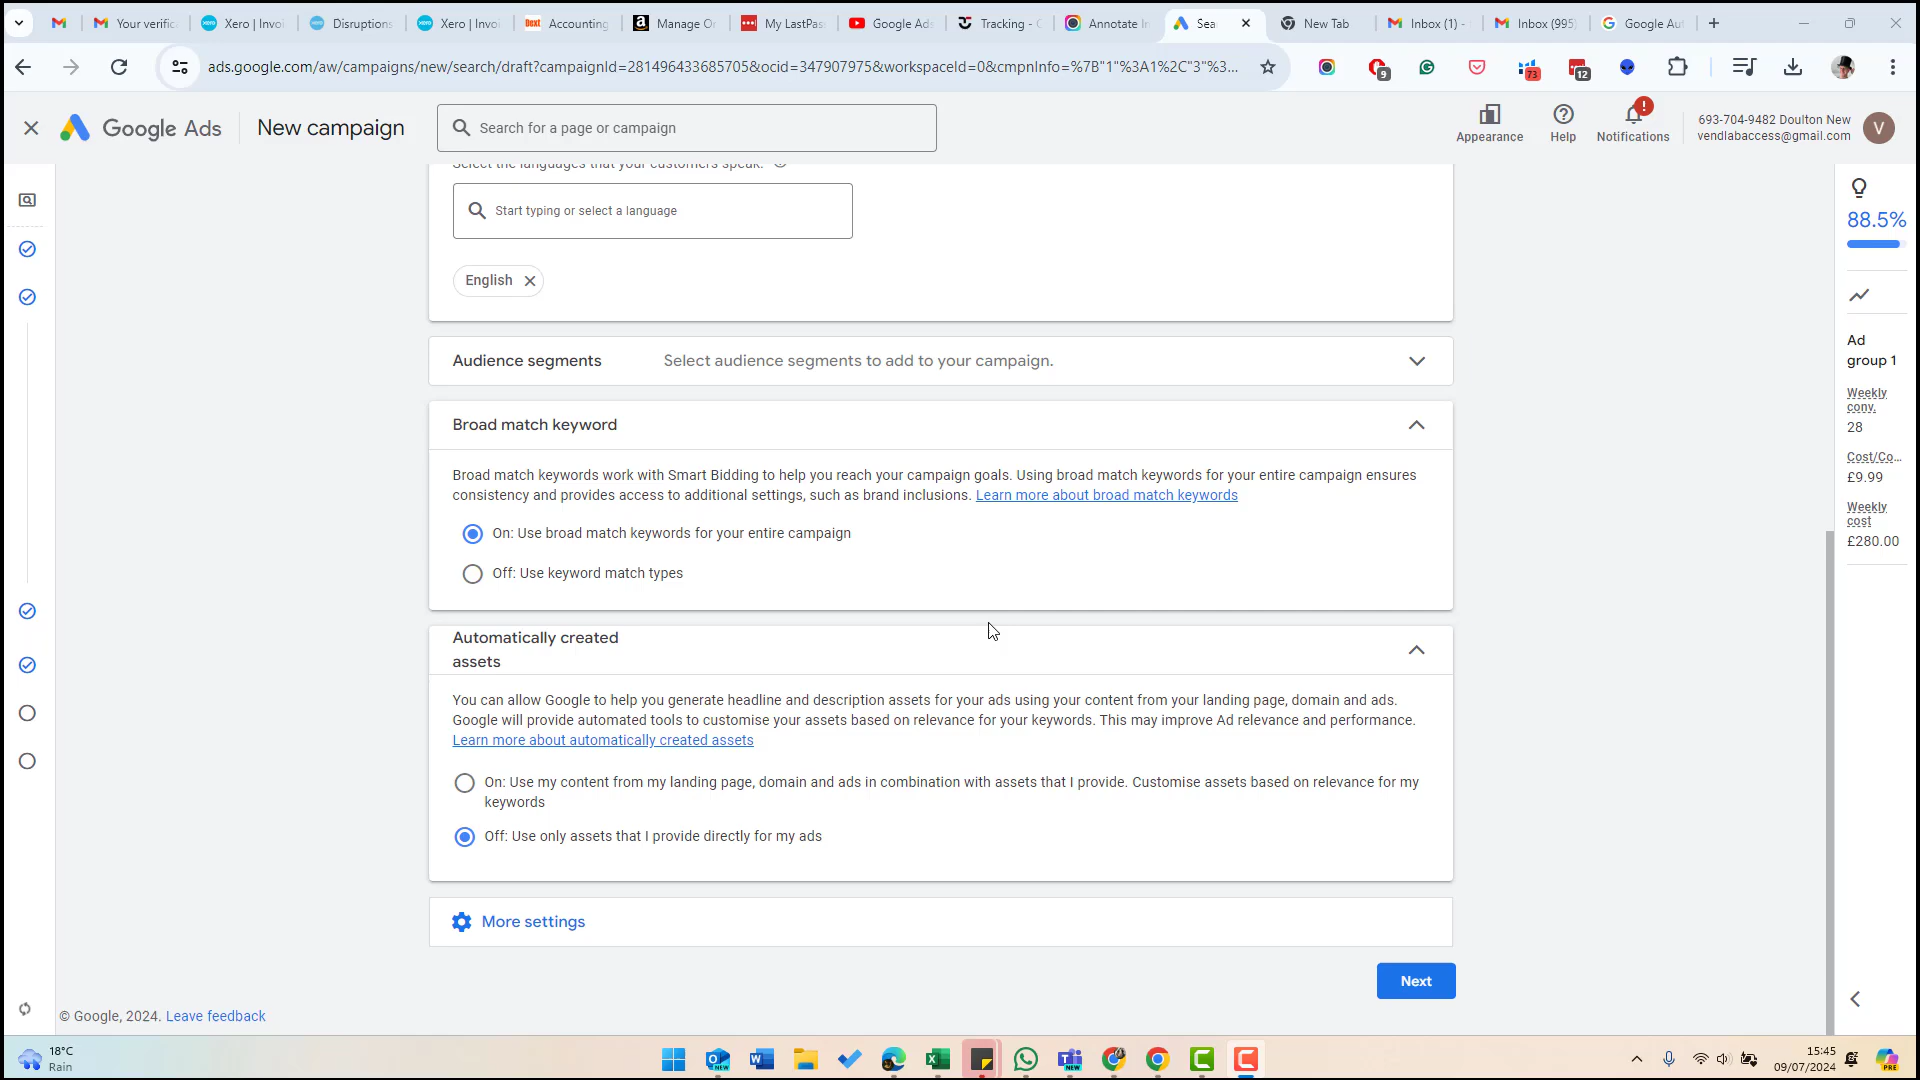 Your verific
Xero | Invoi
Disruptions
Xero | Invoi
Dext
Accounting
Manage Or
My LastPas
Google Ads
Tracking - C
Annotate Im
Sea
New Tab
Inbox (1) -
Inbox (995)
Google Aut
ads.google.com/aw/campaigns/new/search/draft?campaignId=281496433685705&ocid=347907975&workspaceId=0&cmpnInfo=%7B"1"%3A1%2C"3"%3...
9
73
12
Google Ads
New campaign
Search for a page or campaign
Appearance
Help
Notifications
693-704-9482 Doulton New
vendlabaccess@gmail.com
V
Select the languages that your customers speak.
Start typing or select a language
English
Audience segments
Select audience segments to add to your campaign.
Broad match keyword
Broad match keywords work with Smart Bidding to help you reach your campaign goals. Using broad match keywords for your entire campaign ensures
consistency and provides access to additional settings, such as brand inclusions. Learn more about broad match keywords
On: Use broad match keywords for your entire campaign
Off: Use keyword match types
Automatically created
assets
You can allow Google to help you generate headline and description assets for your ads using your content from your landing page, domain and ads.
Google will provide automated tools to customise your assets based on relevance for your keywords. This may improve Ad relevance and performance.
Learn more about automatically created assets
On: Use my content from my landing page, domain and ads in combination with assets that I provide. Customise assets based on relevance for my
keywords
Off: Use only assets that I provide directly for my ads
More settings
Next
88.5%
Ad
group 1
Weekly
conv.
28
Cost/Co...
£9.99
Weekly
cost
£280.00
© Google, 2024. Leave feedback
18°C
Rain
15:45
09/07/2024